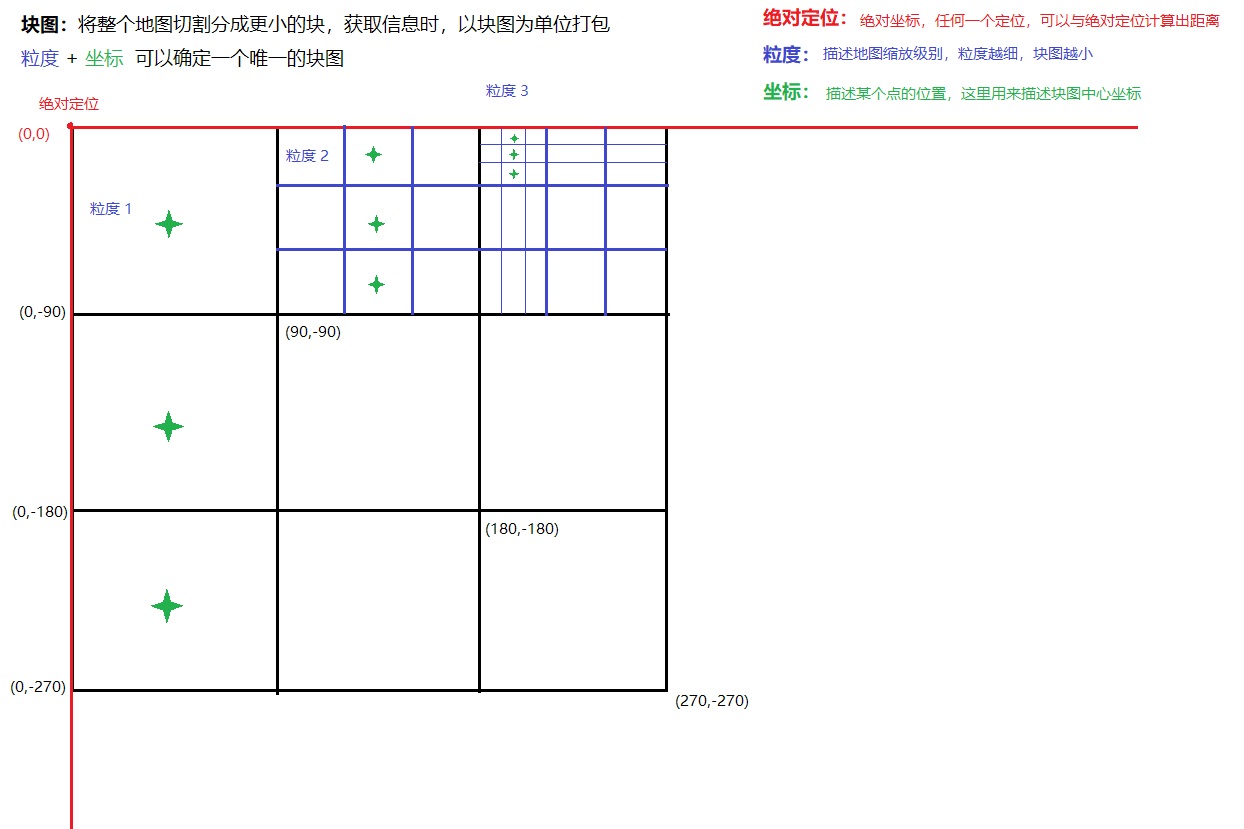 块图：将整个地图切割分成更小的块，获取信息时，以块图为单位打包
粒度 + 坐标 可以确定一个唯一的块图
绝对定位： 绝对坐标，任何一个定位，可以与绝对定位计算出距离
粒度： 描述地图缩放级别，粒度越细，块图越小
坐标： 描述某个点的位置，这里用来描述块图中心坐标
粒度 3
绝对定位
(0,0)
粒度 2
粒度 1
(0,-90)
(90,-90)
(0,-180)
(180,-180)
(0,-270)
(270,-270)